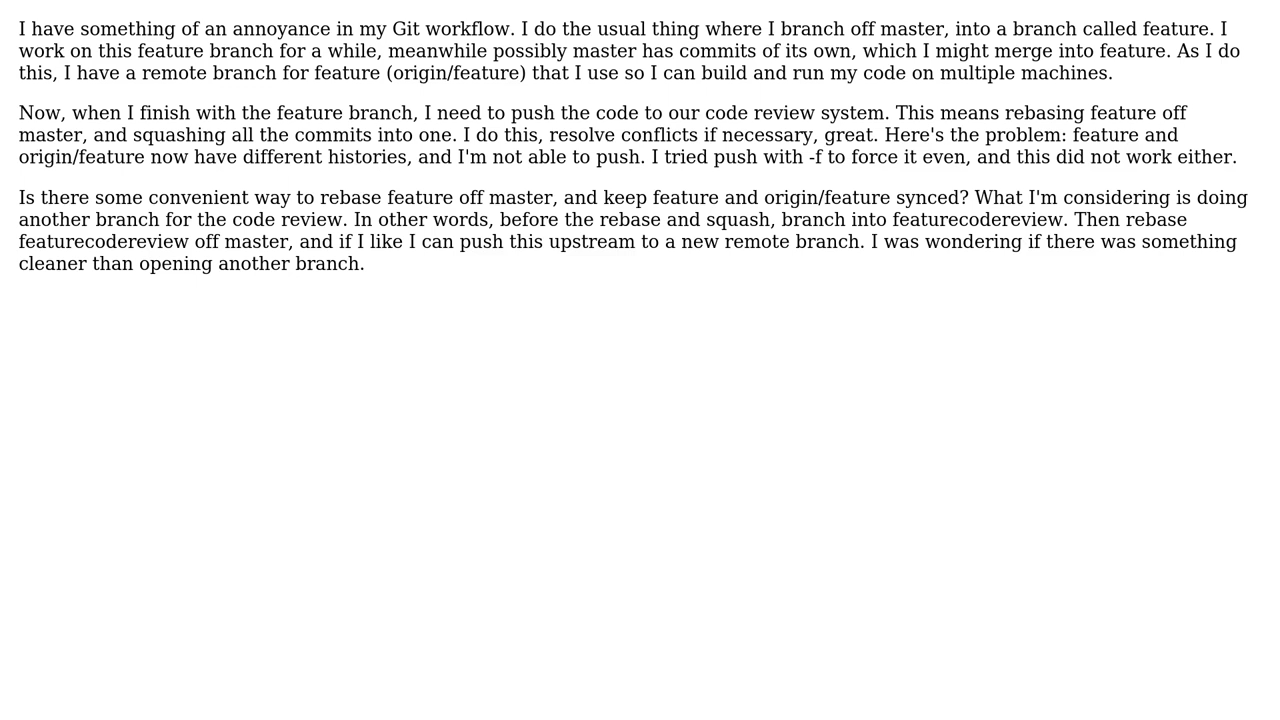 I have something of an annoyance in my Git workflow. I do the usual thing where I branch off master, into a branch called feature. I
work on this feature branch for a while, meanwhile possibly master has commits of its own, which I might merge into feature. As I do
this, I have a remote branch for feature (origin/feature) that I use so I can build and run my code on multiple machines.
Now, when I finish with the feature branch, I need to push the code to our code review system. This means rebasing feature off
master, and squashing all the commits into one. I do this, resolve conflicts if necessary, great. Here's the problem: feature and
origin/feature now have different histories, and I'm not able to push. I tried push with -f to force it even, and this did not work either.
Is there some convenient way to rebase feature off master, and keep feature and origin/feature synced? What I'm considering is doing
another branch for the code review. In other words, before the rebase and squash, branch into featurecodereview. Then rebase
featurecodereview off master, and if I like I can push this upstream to a new remote branch. I was wondering if there was something
cleaner than opening another branch.